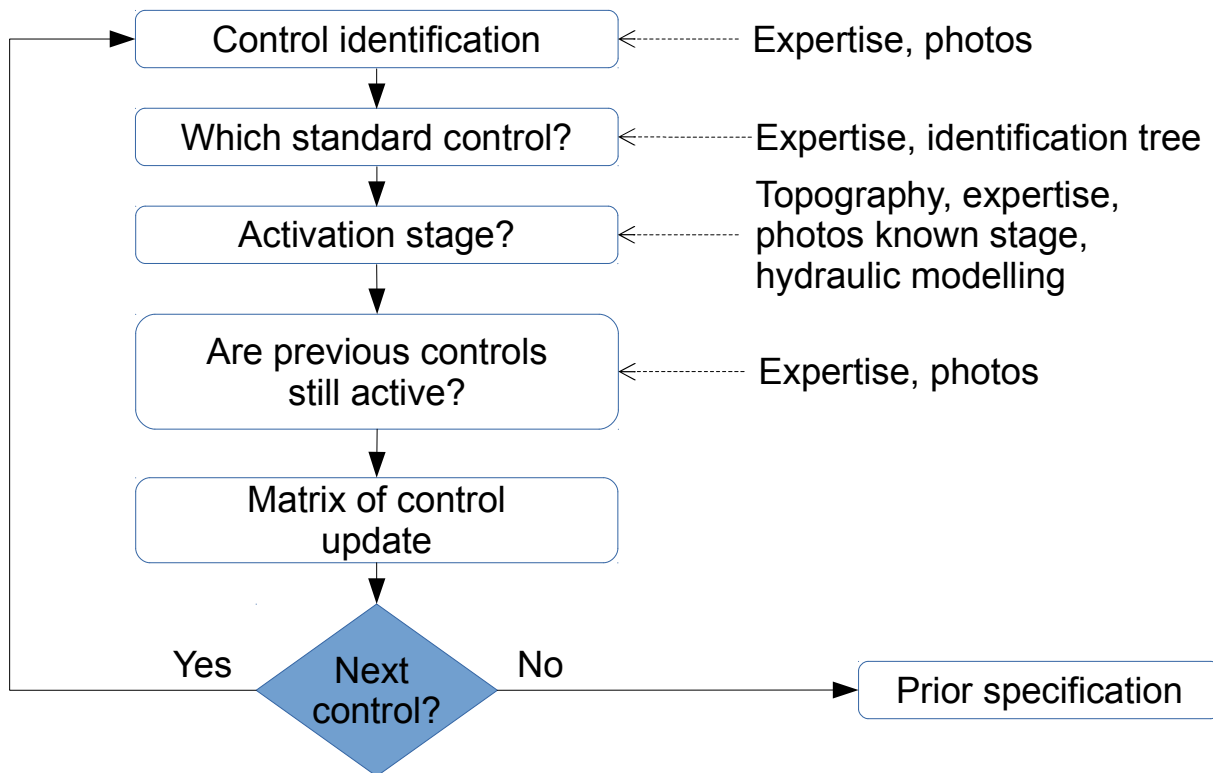 Control identification
Expertise, photos
Which standard control?
Expertise, identification tree
Activation stage?
Topography, expertise,
photos known stage,
hydraulic modelling
Are previous controls
still active?
Expertise, photos
Matrix of control
update
Yes
Next
control?
No
Prior specification